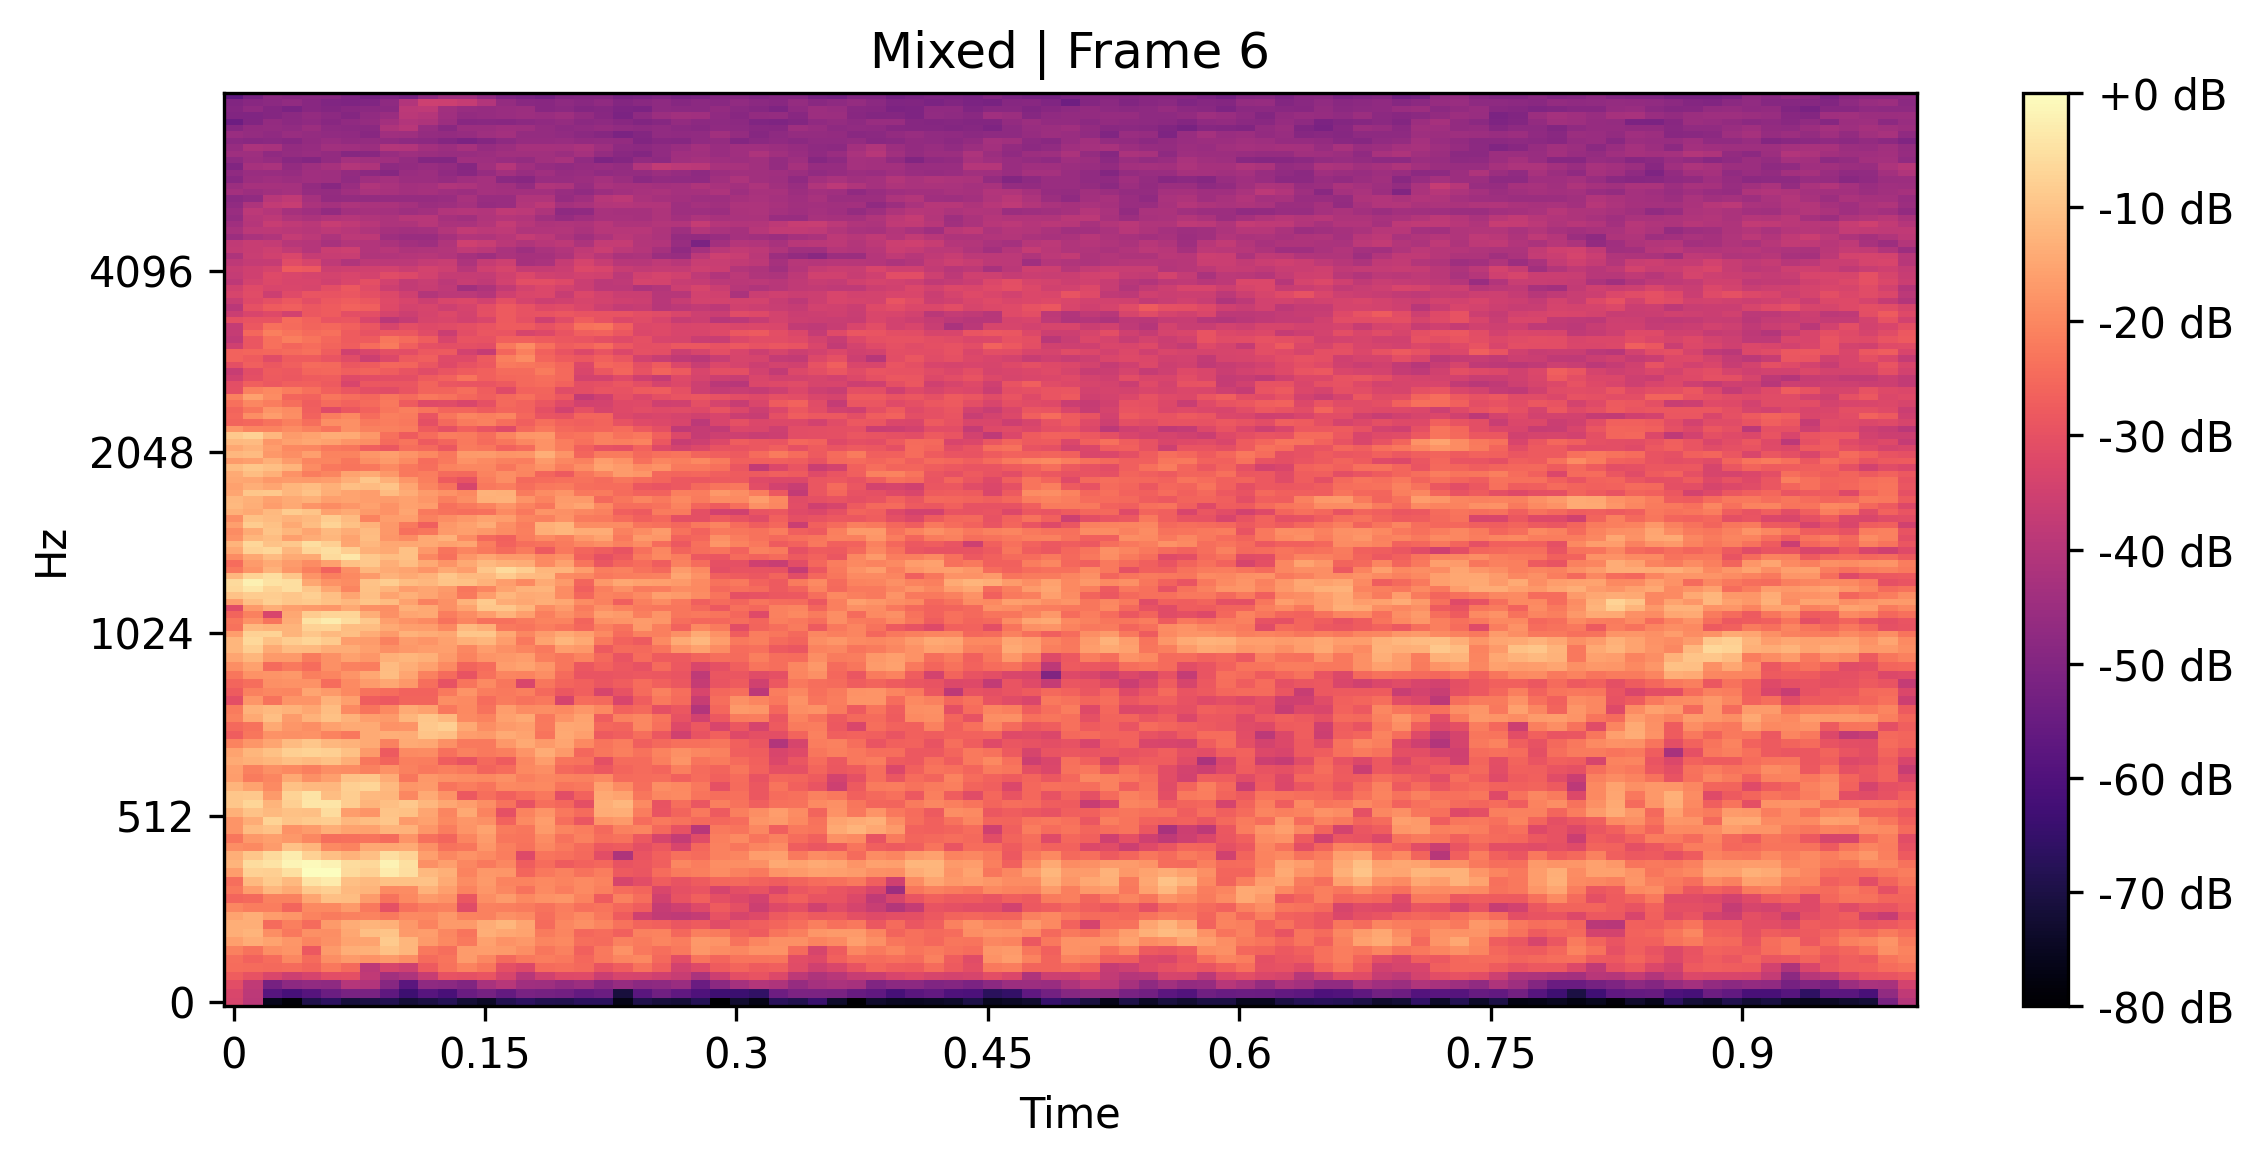 Mixed | Frame 6
+0 dB
-10 dB
-20 dB
-30 dB
-40 dB
-50 dB
-60 dB
-70 dB
-80 dB
Hz
4096
2048
1024
512
0
0 0.15 0.3 0.45 0.6 0.75 0.9
Time